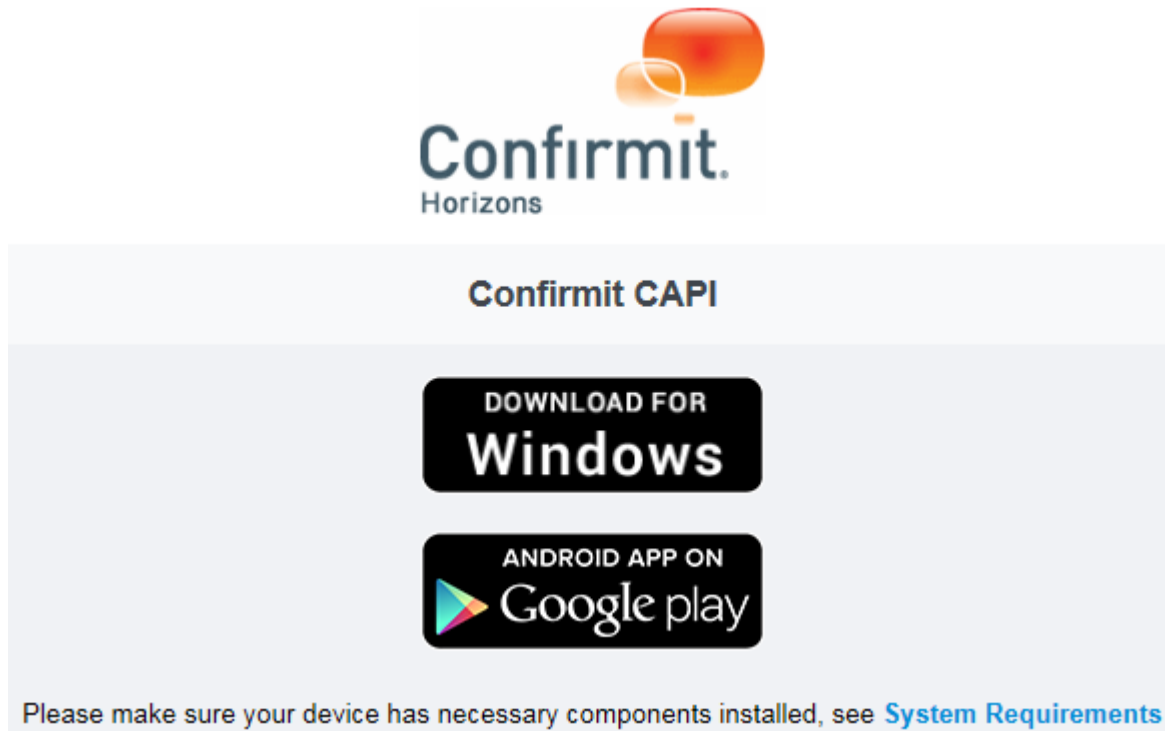 Confirmit.
Horizons
Confirmit CAPI
DOWNLOAD FOR
Windows
ANDROID APP ON
Google play
Please make sure your device has necessary components installed, see System Requirements